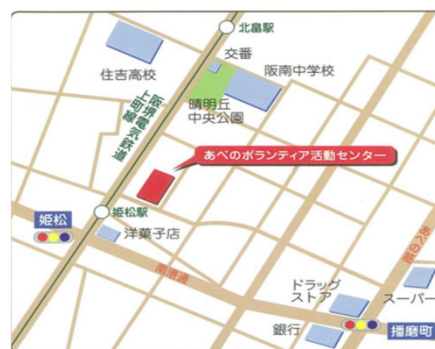 北畠駅
交番
住吉高校
阪南中学校
晴明丘
中央公園
阪堺電気鉄道
上町線
あべのボランティア活動センター
姫松駅
姫松
洋菓子店
南港通
あべの筋
ドラッグ
ストア
スーパー
銀行
播磨町